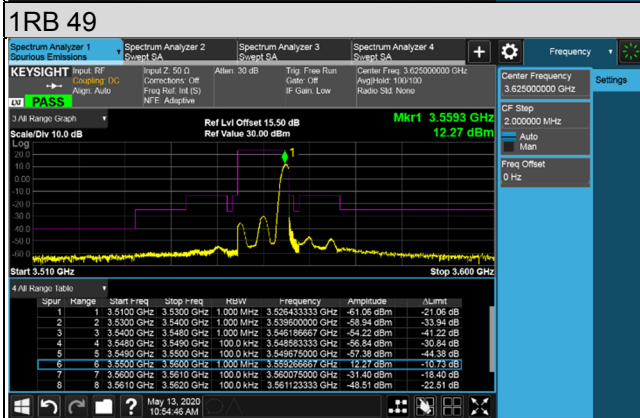 1RB 49
Spectrum Analyzer 1
Spurious Emissions
Spectrum Analyzer 2
Swept SA
Spectrum Analyzer 3
Swept SA
Spectrum Analyzer 4
Swept SA
+
Frequency
KEYSIGHT
Input: RF
Coupling: DC
Align: Auto
Input Z: 50 Ω
Corrections: Off
Freq Ref: Int (S)
NFE: Adaptive
Atten: 30 dB
Trig: Free Run
Gate: Off
IF Gain: Low
Center Freq: 3.625000000 GHz
Avg|Hold: 100/100
Radio Std: None
LXI PASS
Center Frequency
3.625000000 GHz
Settings
CF Step
2.000000 MHz
Auto
Man
Freq Offset
0 Hz
3 All Range Graph
Scale/Div 10.0 dB
Ref Lvl Offset 15.50 dB
Ref Value 30.00 dBm
Mkr1 3.5593 GHz
12.27 dBm
Log
20.0
10.0
0.00
-10.0
-20.0
-30.0
-40.0
-50.0
-60.0
1
Start 3.510 GHz
Stop 3.600 GHz
4 All Range Table
Spur Range Start Freq Stop Freq RBW Frequency Amplitude ΔLimit
1 1 3.5100 GHz 3.5300 GHz 1.000 MHz 3.526433333 GHz -61.06 dBm -21.06 dB
2 2 3.5300 GHz 3.5400 GHz 1.000 MHz 3.539600000 GHz -58.94 dBm -33.94 dB
3 3 3.5400 GHz 3.5480 GHz 1.000 MHz 3.546186667 GHz -54.22 dBm -41.22 dB
4 4 3.5480 GHz 3.5490 GHz 100.0 kHz 3.548583333 GHz -56.84 dBm -30.84 dB
5 5 3.5490 GHz 3.5500 GHz 100.0 kHz 3.549675000 GHz -57.38 dBm -44.38 dB
6 6 3.5500 GHz 3.5600 GHz 1.000 MHz 3.559266667 GHz 12.27 dBm -10.73 dB
7 7 3.5600 GHz 3.5610 GHz 100.0 kHz 3.560075000 GHz -31.40 dBm -18.40 dB
8 8 3.5610 GHz 3.5620 GHz 100.0 kHz 3.561123333 GHz -48.51 dBm -22.51 dB
?
May 13, 2020
10:54:46 AM